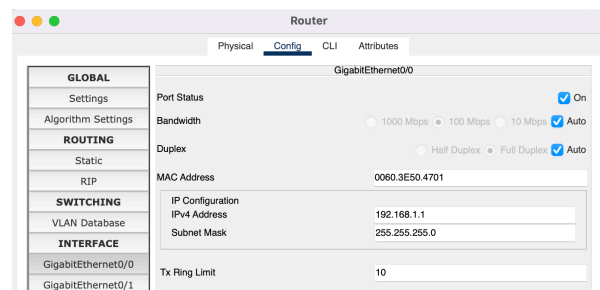 Router
Physical Config CLI Attributes
GLOBAL
Settings
Algorithm Settings
ROUTING
Static
RIP
SWITCHING
VLAN Database
INTERFACE
GigabitEthernet0/0
GigabitEthernet0/1
GigabitEthernet0/0
Port Status On
Bandwidth 1000 Mbps 100 Mbps 10 Mbps Auto
Duplex Half Duplex Full Duplex Auto
MAC Address 0060.3E50.4701
IP Configuration
IPv4 Address 192.168.1.1
Subnet Mask 255.255.255.0
Tx Ring Limit 10